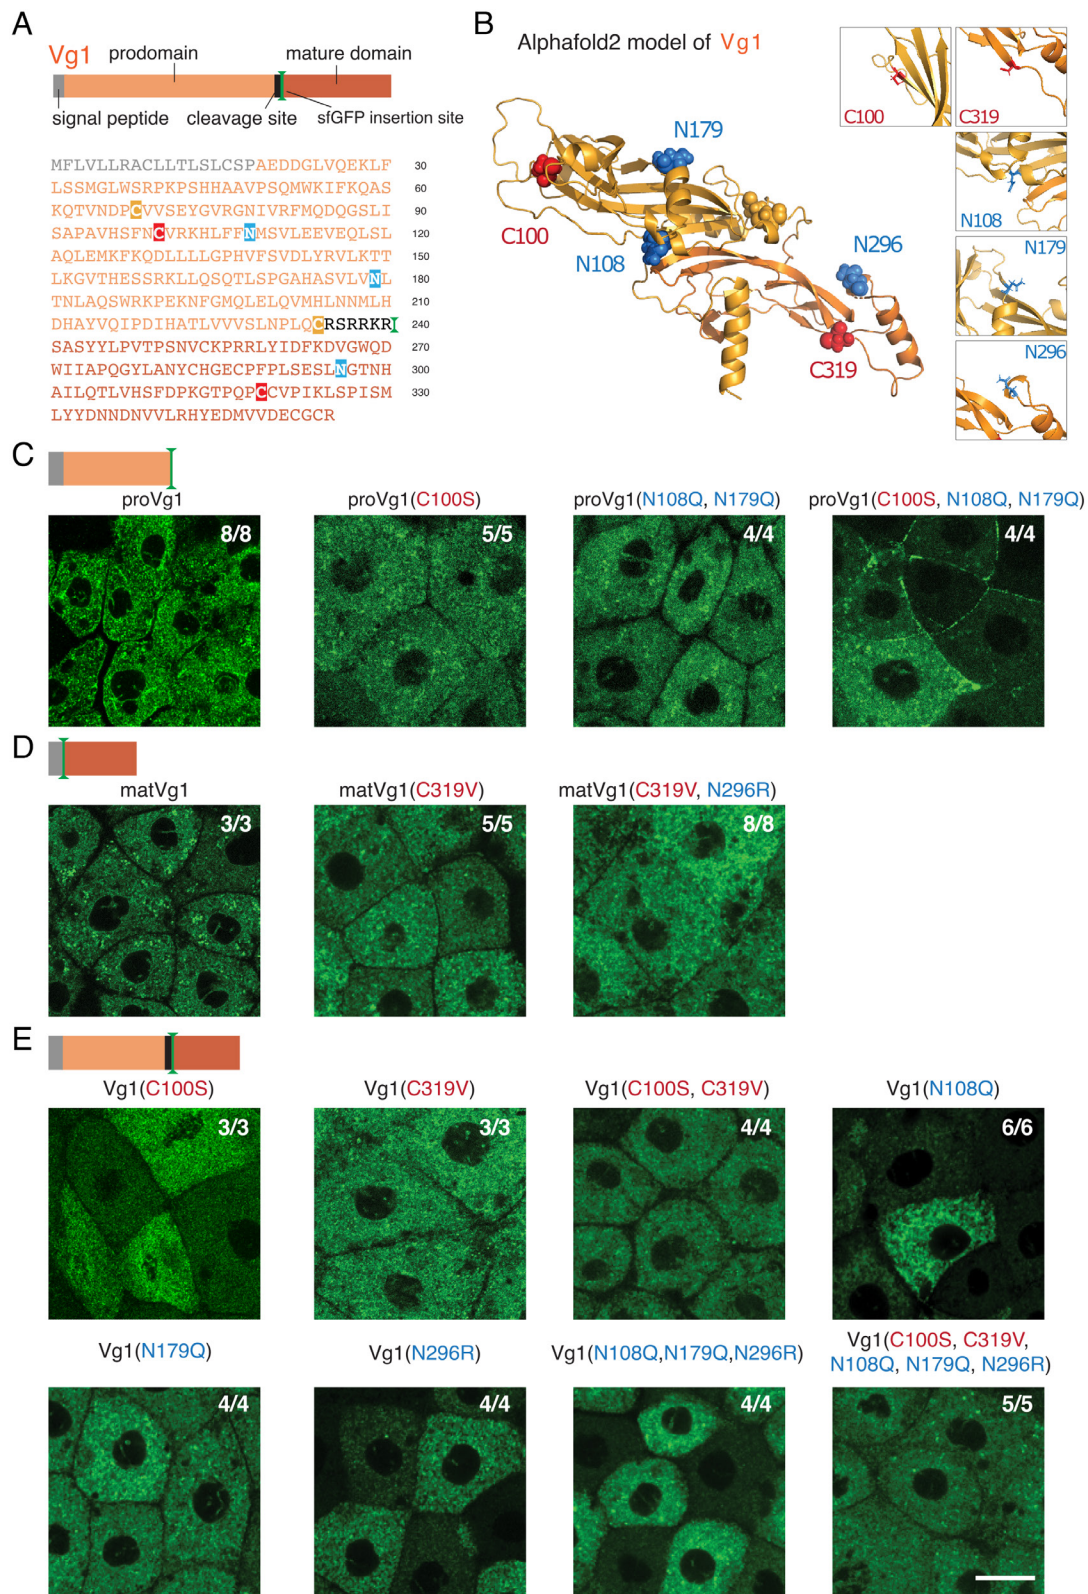 A
Vg1
prodomain
mature domain
signal peptide
cleavage site
sfGFP insertion site
MFLVLLRACLLTLSLCSPAEDDGLVQEKLF 30
LSSMGLWSRPKPSHHAAVPSQMWKIFKQAS 60
KQTVNDPCVVSEYGVRGNIVRFMQDQGSLI 90
SAPAVHSFNCVRKHLFFNMSVLEEVEQLSL 120
AQLEMKFKQDLLLLGPHVFSVDLYRVLKTT 150
LKGVTHESSRKLLQSQTLSPGAHASVLVNL 180
TNLAQSWRKPEKNFGMQLELQVMHLNNMLH 210
DHAYVQIPDIHATLVVVSLNPLQCRSRRKR 240
SASYYLPVTPSNVCKPRRLYIDFKDVGWQD 270
WIIAPQGYLANYCHGECPFPLSESLNGTNH 300
AILQTLVHSFDPKGTPQPCCVPIKLSPISM 330
LYYDNNDNVVLRHYEDMVVDECGCR
B
Alphafold2 model of Vg1
C100
N179
N108
N296
C319
C100
C319
N108
N179
N296
C
proVg1
proVg1(C100S)
proVg1(N108Q, N179Q)
proVg1(C100S, N108Q, N179Q)
8/8
5/5
4/4
4/4
D
matVg1
matVg1(C319V)
matVg1(C319V, N296R)
3/3
5/5
8/8
E
Vg1(C100S)
Vg1(C319V)
Vg1(C100S, C319V)
Vg1(N108Q)
3/3
3/3
4/4
6/6
Vg1(N179Q)
Vg1(N296R)
Vg1(N108Q,N179Q,N296R)
Vg1(C100S, C319V,
N108Q, N179Q, N296R)
4/4
4/4
4/4
5/5